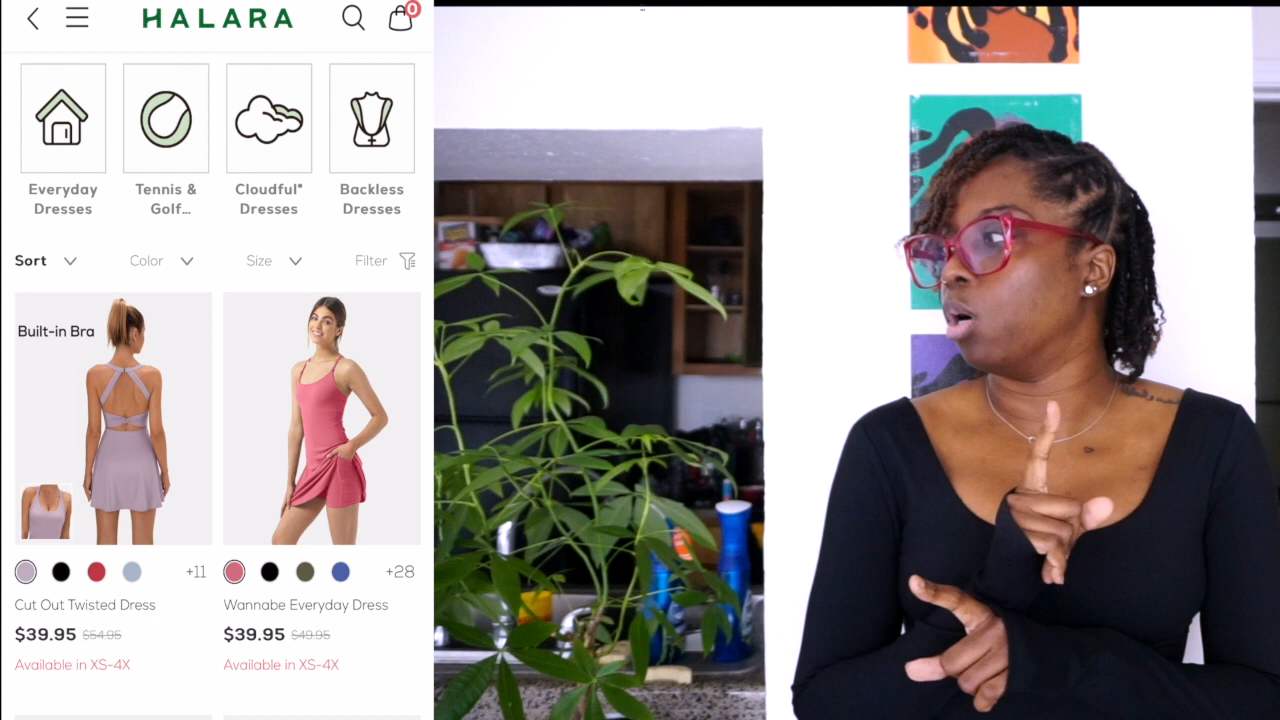 HALARA
0
Everyday Dresses
Tennis & Golf...
Cloudful® Dresses
Backless Dresses
Sort
Color
Size
Filter
Built-in Bra
+11
+28
Cut Out Twisted Dress
Wannabe Everyday Dress
$39.95 $54.95
$39.95 $49.95
Available in XS-4X
Available in XS-4X